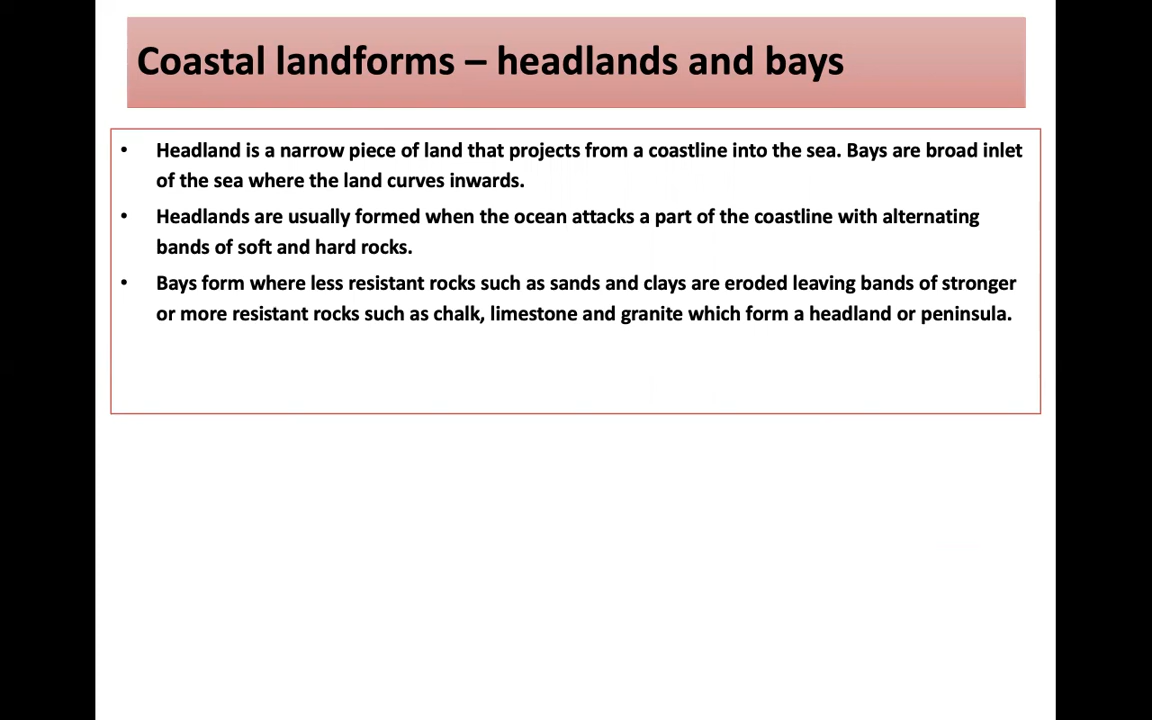 Coastal landforms – headlands and bays
• Headland is a narrow piece of land that projects from a coastline into the sea. Bays are broad inlet
of the sea where the land curves inwards.
• Headlands are usually formed when the ocean attacks a part of the coastline with alternating
bands of soft and hard rocks.
• Bays form where less resistant rocks such as sands and clays are eroded leaving bands of stronger
or more resistant rocks such as chalk, limestone and granite which form a headland or peninsula.